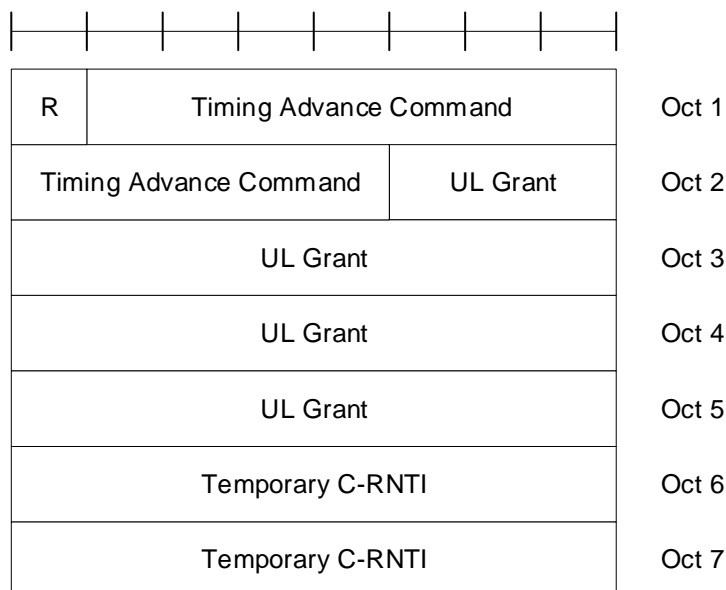 R Timing Advance Command Oct 1
Timing Advance Command UL Grant Oct 2
UL Grant Oct 3
UL Grant Oct 4
UL Grant Oct 5
Temporary C-RNTI Oct 6
Temporary C-RNTI Oct 7